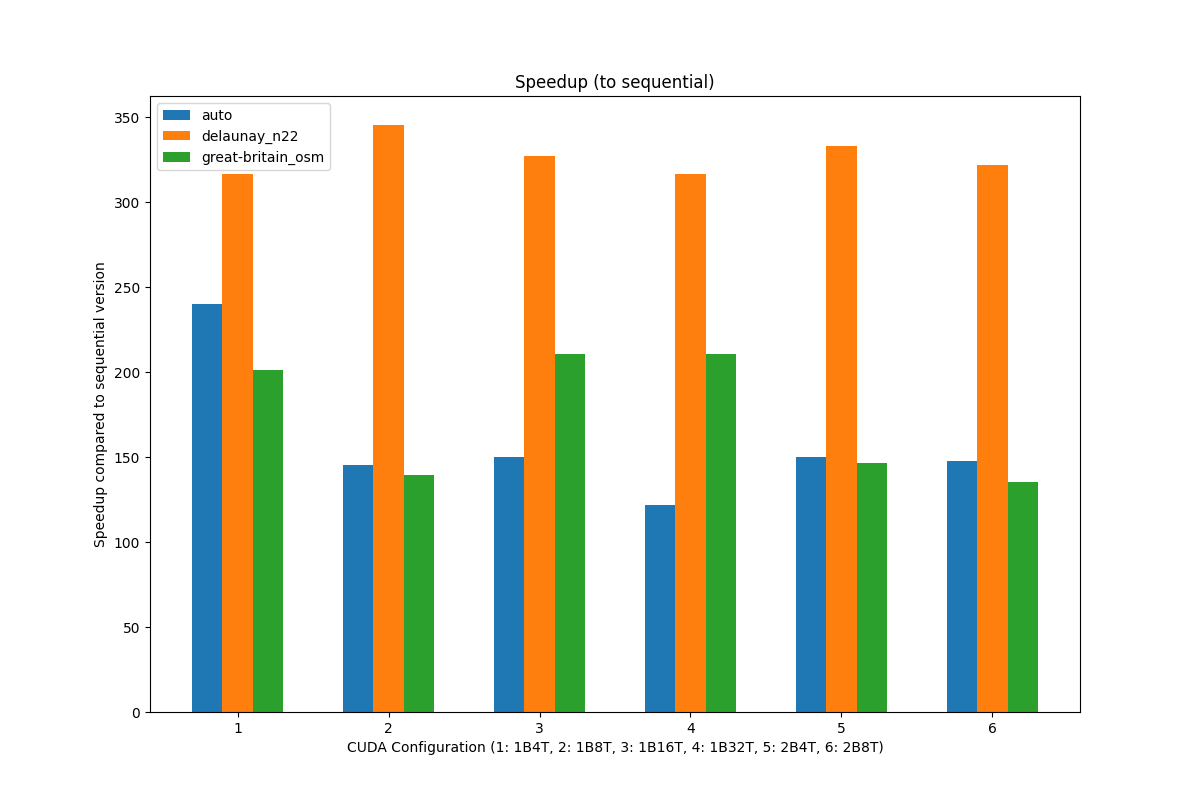 Speedup (to sequential)
auto
delaunay_n22
great-britain_osm
350
300
250
200
150
100
50
0
Speedup compared to sequential version
1 2 3 4 5 6
CUDA Configuration (1: 1B4T, 2: 1B8T, 3: 1B16T, 4: 1B32T, 5: 2B4T, 6: 2B8T)